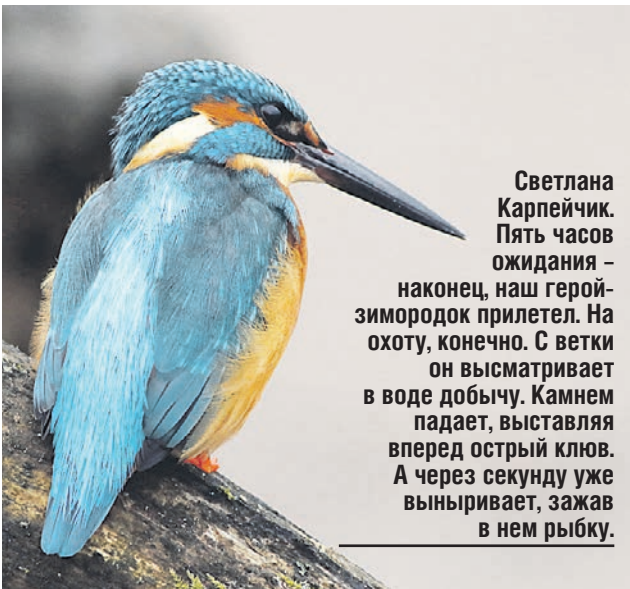 Светлана
Карпейчик.
Пять часов
ожидания –
наконец, наш герой-
зимородок прилетел. На
охоту, конечно. С ветки
он высматривает
в воде добычу. Камнем
падает, выставляя
вперед острый клюв.
А через секунду уже
выныривает, зажав
в нем рыбку.